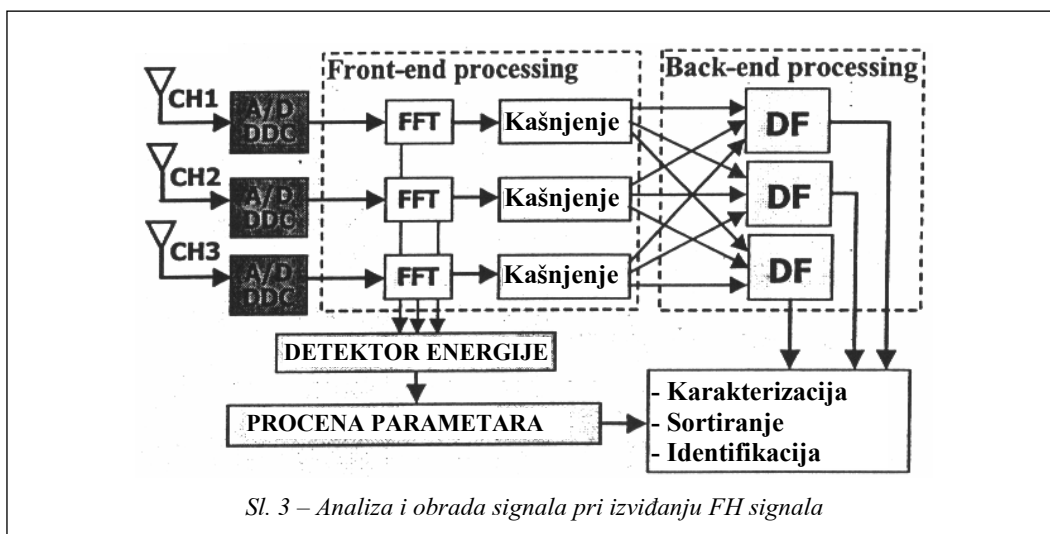 Front-end processing
Back-end processing
CH1
A/D
DDC
FFT
Kašnjenje
DF
CH2
A/D
DDC
FFT
Kašnjenje
DF
CH3
A/D
DDC
FFT
Kašnjenje
DF
DETEKTOR ENERGIJE
PROCENA PARAMETARA
- Karakterizacija
- Sortiranje
- Identifikacija
Sl. 3 – Analiza i obrada signala pri izviđanju FH signala